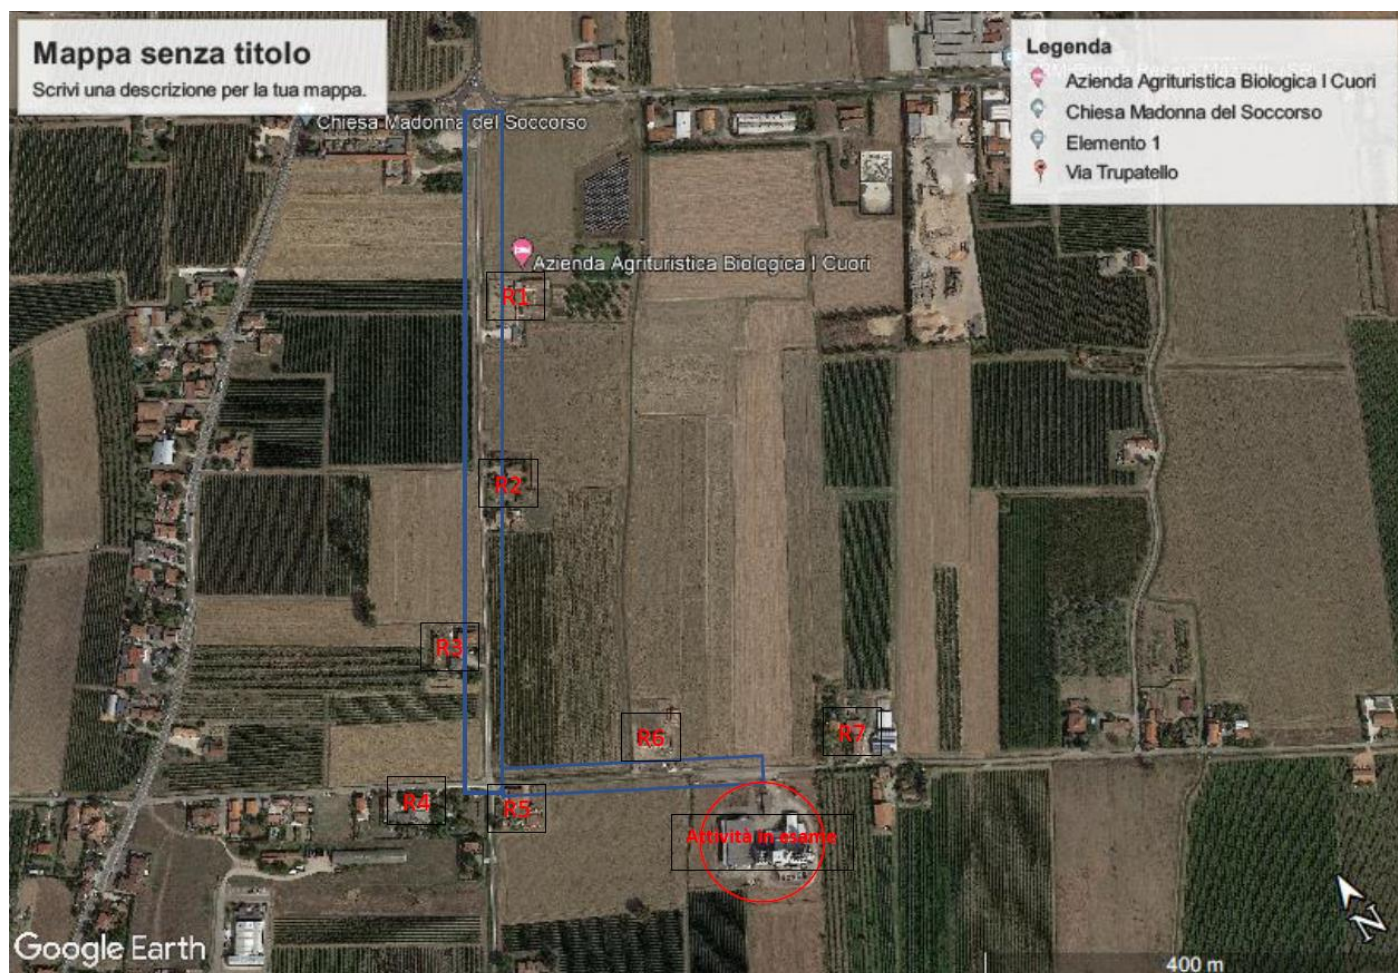 Mappa senza titolo
Scrivi una descrizione per la tua mappa.
Legenda
Azienda Agrituristica Biologica I Cuori
Chiesa Madonna del Soccorso
Elemento 1
Via Trupatello
Chiesa Madonna del Soccorso
Azienda Agrituristica Biologica I Cuori
R1
R2
R3
R6
R7
R4
R5
Attività in esame
Google Earth
N
400 m